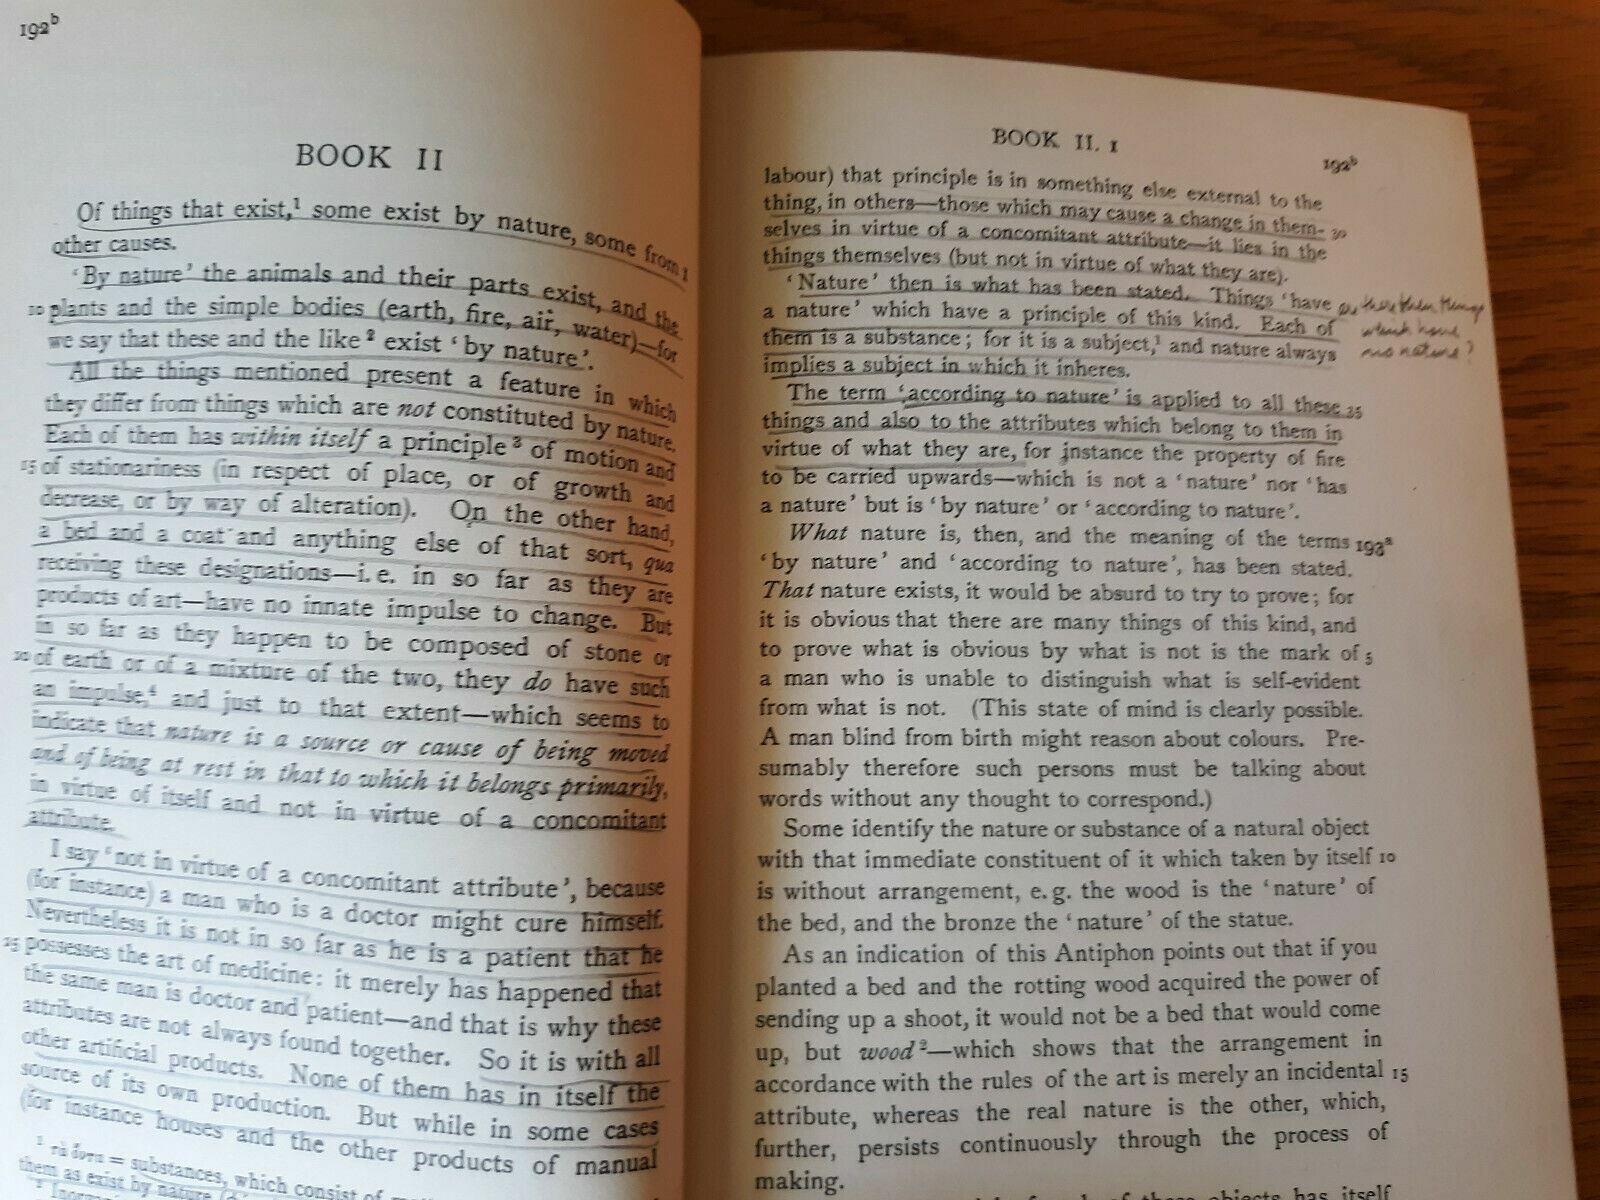 192ᵇ
BOOK II
Of things that exist,¹ some exist by nature, some from 1
other causes.
'By nature' the animals and their parts exist, and the
10 plants and the simple bodies (earth, fire, air, water)—for
we say that these and the like² exist 'by nature'.
All the things mentioned present a feature in which
they differ from things which are not constituted by nature.
Each of them has within itself a principle³ of motion and
15 of stationariness (in respect of place, or of growth and
decrease, or by way of alteration). On the other hand,
a bed and a coat and anything else of that sort, qua
receiving these designations—i.e. in so far as they are
products of art—have no innate impulse to change. But
in so far as they happen to be composed of stone or
20 of earth or of a mixture of the two, they do have such
an impulse,⁴ and just to that extent—which seems to
indicate that nature is a source or cause of being moved
and of being at rest in that to which it belongs primarily,
in virtue of itself and not in virtue of a concomitant
attribute.
I say 'not in virtue of a concomitant attribute', because
(for instance) a man who is a doctor might cure himself.
Nevertheless it is not in so far as he is a patient that he
25 possesses the art of medicine: it merely has happened that
the same man is doctor and patient—and that is why these
attributes are not always found together. So it is with all
other artificial products. None of them has in itself the
source of its own production. But while in some cases
(for instance houses and the other products of manual
¹ τὰ ὄντα = substances, which consist of
them as exist by nature
BOOK II. 1
192ᵇ
labour) that principle is in something else external to the
thing, in others—those which may cause a change in them- 30
selves in virtue of a concomitant attribute—it lies in the
things themselves (but not in virtue of what they are).
'Nature' then is what has been stated. Things 'have
a nature' which have a principle of this kind. Each of
them is a substance; for it is a subject,¹ and nature always
implies a subject in which it inheres.
are there then things
which have
no nature?
The term 'according to nature' is applied to all these 35
things and also to the attributes which belong to them in
virtue of what they are, for instance the property of fire
to be carried upwards—which is not a 'nature' nor 'has
a nature' but is 'by nature' or 'according to nature'.
What nature is, then, and the meaning of the terms 193ᵃ
'by nature' and 'according to nature', has been stated.
That nature exists, it would be absurd to try to prove; for
it is obvious that there are many things of this kind, and
to prove what is obvious by what is not is the mark of 5
a man who is unable to distinguish what is self-evident
from what is not. (This state of mind is clearly possible.
A man blind from birth might reason about colours. Pre-
sumably therefore such persons must be talking about
words without any thought to correspond.)
Some identify the nature or substance of a natural object
with that immediate constituent of it which taken by itself 10
is without arrangement, e.g. the wood is the 'nature' of
the bed, and the bronze the 'nature' of the statue.
As an indication of this Antiphon points out that if you
planted a bed and the rotting wood acquired the power of
sending up a shoot, it would not be a bed that would come
up, but wood²—which shows that the arrangement in
accordance with the rules of the art is merely an incidental 15
attribute, whereas the real nature is the other, which,
further, persists continuously through the process of
making.
of these objects has itself